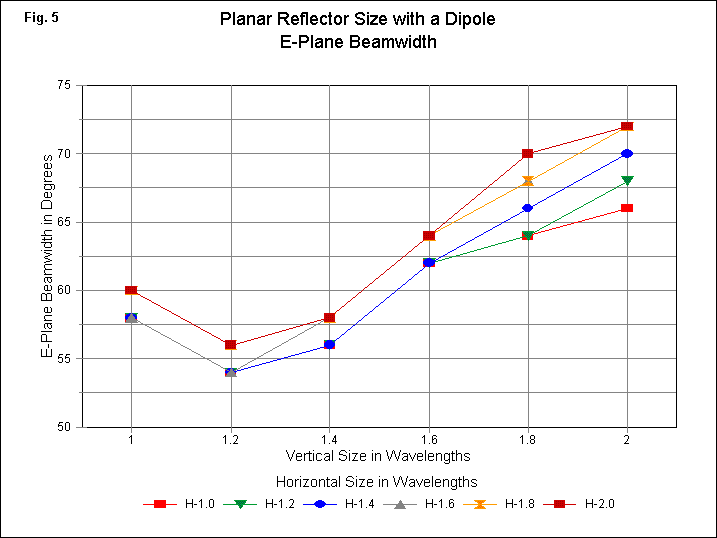 Fig. 5
Planar Reflector Size with a Dipole
E-Plane Beamwidth
E-Plane Beamwidth in Degrees
75
70
65
60
55
50
1 1.2 1.4 1.6 1.8 2
Vertical Size in Wavelengths
Horizontal Size in Wavelengths
H-1.0 H-1.2 H-1.4 H-1.6 H-1.8 H-2.0